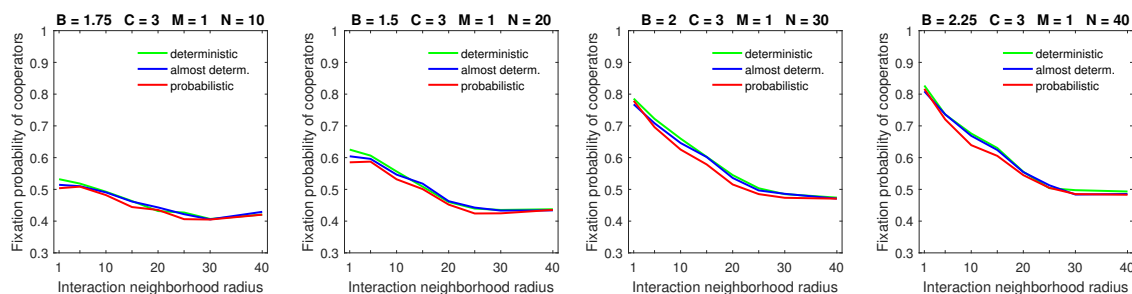 B = 1.75 C = 3 M = 1 N = 10
Fixation probability of cooperators
1
0.9
0.8
0.7
0.6
0.5
0.4
0.3
deterministic
almost determ.
probabilistic
1 10 20 30 40
Interaction neighborhood radius
B = 1.5 C = 3 M = 1 N = 20
Fixation probability of cooperators
1
0.9
0.8
0.7
0.6
0.5
0.4
0.3
deterministic
almost determ.
probabilistic
1 10 20 30 40
Interaction neighborhood radius
B = 2 C = 3 M = 1 N = 30
Fixation probability of cooperators
1
0.9
0.8
0.7
0.6
0.5
0.4
0.3
deterministic
almost determ.
probabilistic
1 10 20 30 40
Interaction neighborhood radius
B = 2.25 C = 3 M = 1 N = 40
Fixation probability of cooperators
1
0.9
0.8
0.7
0.6
0.5
0.4
0.3
deterministic
almost determ.
probabilistic
1 10 20 30 40
Interaction neighborhood radius